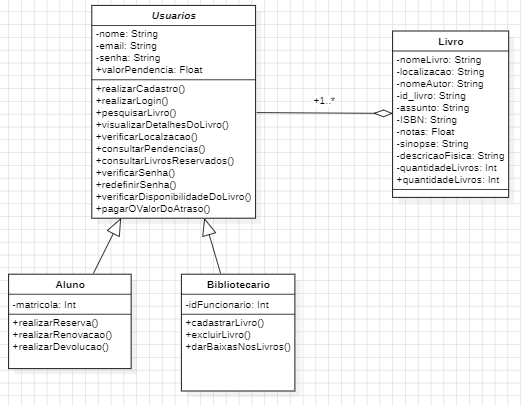 Usuarios
-nome: String
-email: String
-senha: String
+valorPendencia: Float
+realizarCadastro()
+realizarLogin()
+pesquisarLivro()
+visualizarDetalhesDoLivro()
+verificarLocalzacao()
+consultarPendencias()
+consultarLivrosReservados()
+verificarSenha()
+redefinirSenha()
+verificarDisponibilidadeDoLivro()
+pagarOValorDoAtraso()
+1..*
Livro
-nomeLivro: String
-localizacao: String
-nomeAutor: String
-id_livro: String
-assunto: String
-ISBN: String
-notas: Float
-sinopse: String
-descricaoFisica: String
-quantidadeLivros: Int
+quantidadeLivros: Int
Aluno
-matricola: Int
+realizarReserva()
+realizarRenovacao()
+realizarDevolucao()
Bibliotecario
-idFuncionario: Int
+cadastrarLivro()
+excluirLivro()
+darBaixasNosLivros()